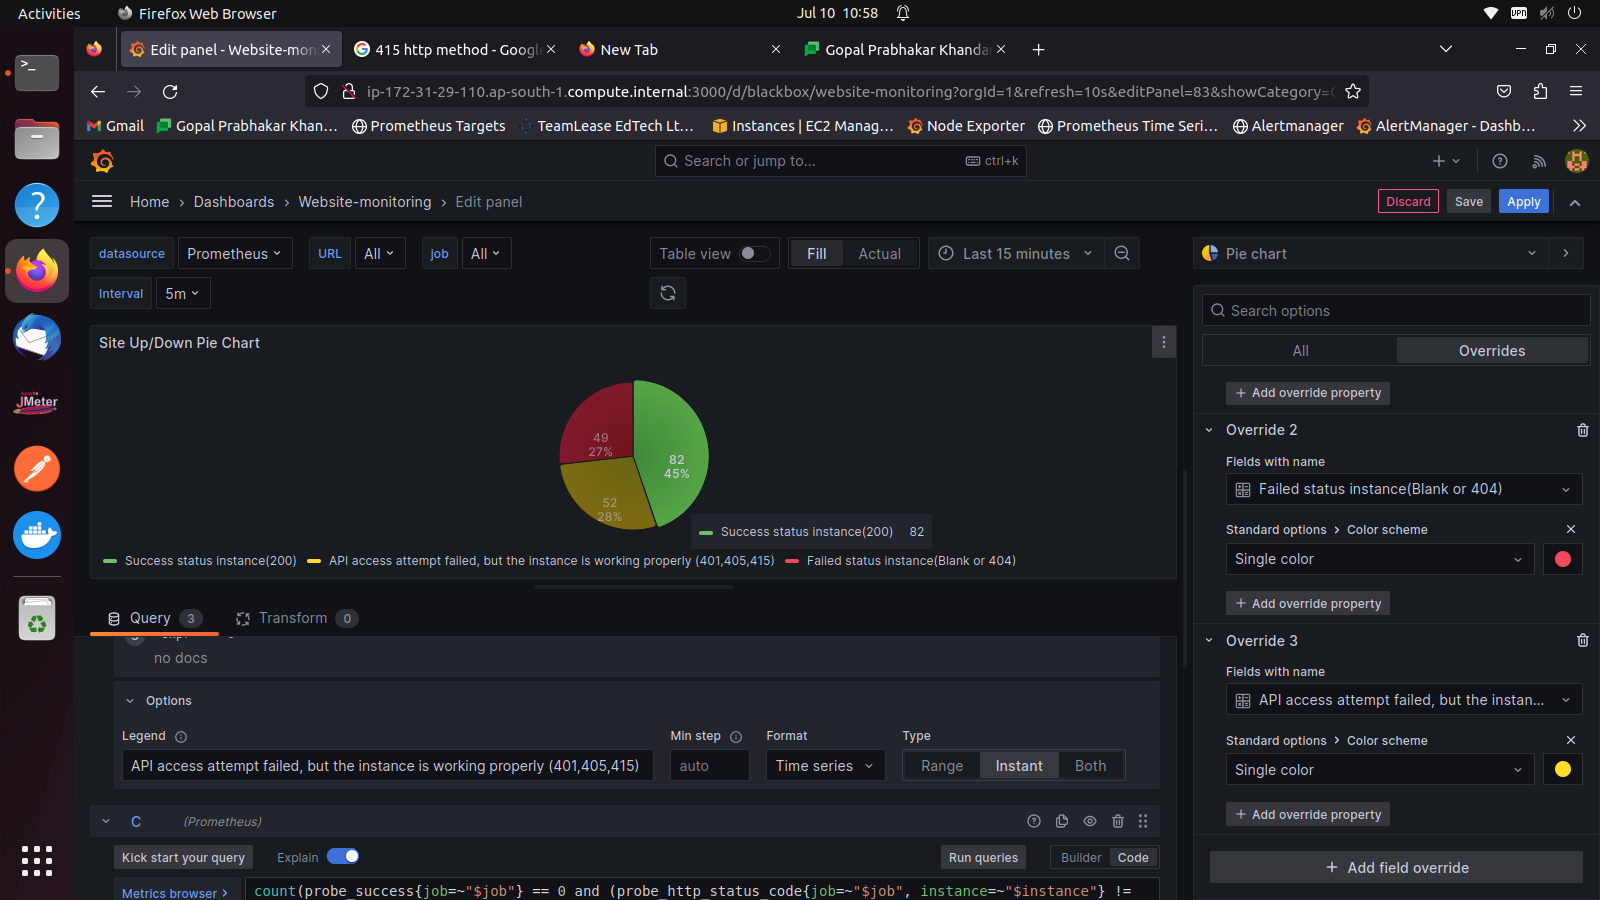 Activities
Firefox Web Browser
Jul 10 10:58
VPN
Edit panel - Website-mon
415 http method - Googl
New Tab
Gopal Prabhakar Khandar
ip-172-31-29-110.ap-south-1.compute.internal:3000/d/blackbox/website-monitoring?orgId=1&refresh=10s&editPanel=83&showCategory=
Gmail
Gopal Prabhakar Khan...
Prometheus Targets
TeamLease EdTech Lt...
Instances | EC2 Manag...
Node Exporter
Prometheus Time Seri...
Alertmanager
AlertManager - Dashb...
Search or jump to...
ctrl+k
Home › Dashboards › Website-monitoring › Edit panel
Discard
Save
Apply
datasource
Prometheus
URL
All
job
All
Interval
5m
Table view
Fill
Actual
Last 15 minutes
Pie chart
Search options
All
Overrides
+ Add override property
Site Up/Down Pie Chart
49
27%
82
45%
52
28%
Success status instance(200) 82
Success status instance(200)
API access attempt failed, but the instance is working properly (401,405,415)
Failed status instance(Blank or 404)
Override 2
Fields with name
Failed status instance(Blank or 404)
Standard options > Color scheme
Single color
+ Add override property
Override 3
Fields with name
API access attempt failed, but the instan...
Standard options > Color scheme
Single color
+ Add override property
+ Add field override
Query 3
Transform 0
no docs
Options
Legend
API access attempt failed, but the instance is working properly (401,405,415)
Min step
auto
Format
Time series
Type
Range
Instant
Both
C
(Prometheus)
Kick start your query
Explain
Run queries
Builder
Code
Metrics browser >
count(probe_success{job=~"$job"} == 0 and (probe_http_status_code{job=~"$job", instance=~"$instance"} !=
JMeter